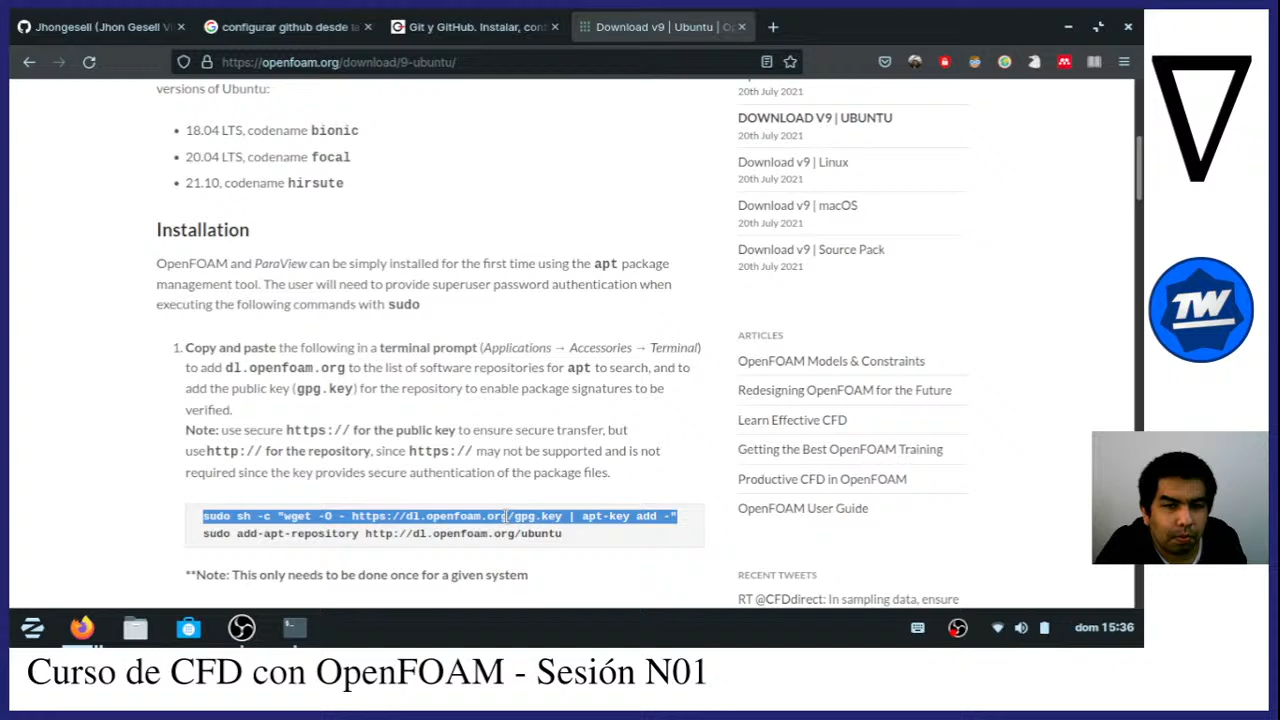 Jhongesell (Jhon Gesell Vi
configurar github desde la
Git y GitHub. Instalar, con
Download v9 | Ubuntu | Op
https://openfoam.org/download/9-ubuntu/
versions of Ubuntu:
18.04 LTS, codename bionic
20.04 LTS, codename focal
21.10, codename hirsute
Installation
OpenFOAM and ParaView can be simply installed for the first time using the apt package
management tool. The user will need to provide superuser password authentication when
executing the following commands with sudo
1. Copy and paste the following in a terminal prompt (Applications → Accessories → Terminal)
to add dl.openfoam.org to the list of software repositories for apt to search, and to
add the public key (gpg.key) for the repository to enable package signatures to be
verified.
Note: use secure https:// for the public key to ensure secure transfer, but
use http:// for the repository, since https:// may not be supported and is not
required since the key provides secure authentication of the package files.
sudo sh -c "wget -O - https://dl.openfoam.org/gpg.key | apt-key add -"
sudo add-apt-repository http://dl.openfoam.org/ubuntu
**Note: This only needs to be done once for a given system
20th July 2021
DOWNLOAD V9 | UBUNTU
20th July 2021
Download v9 | Linux
20th July 2021
Download v9 | macOS
20th July 2021
Download v9 | Source Pack
20th July 2021
ARTICLES
OpenFOAM Models & Constraints
Redesigning OpenFOAM for the Future
Learn Effective CFD
Getting the Best OpenFOAM Training
Productive CFD in OpenFOAM
OpenFOAM User Guide
RECENT TWEETS
RT @CFDdirect: In sampling data, ensure
TW
dom 15:36
Curso de CFD con OpenFOAM - Sesión N01